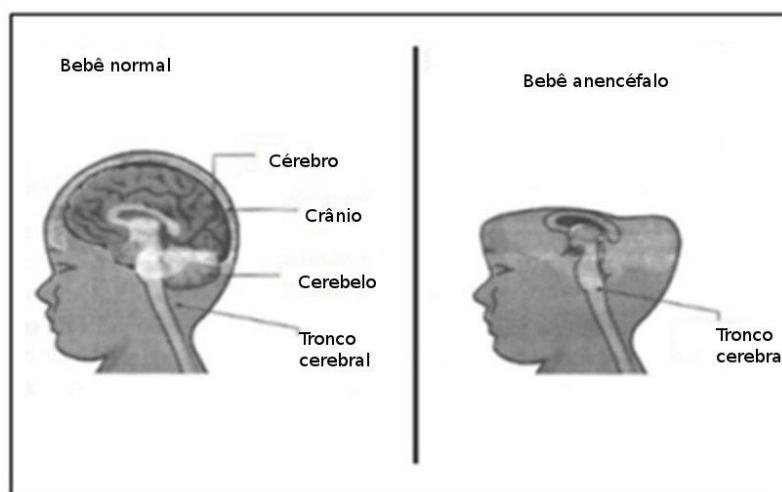 Bebê normal
Bebê anencéfalo
Cérebro
Crânio
Cerebelo
Tronco
cerebral
Tronco
cerebra